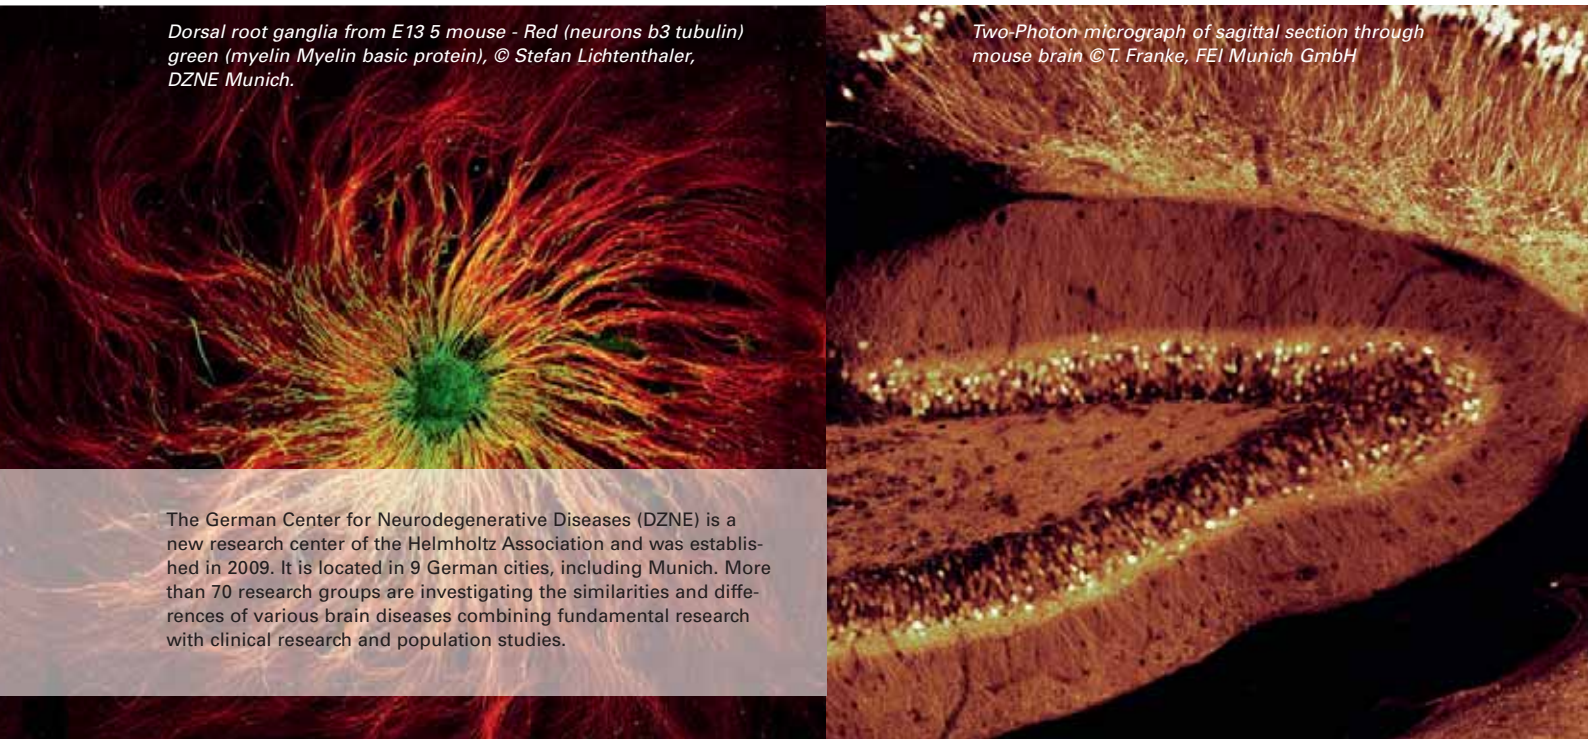 Dorsal root ganglia from E13 5 mouse - Red (neurons b3 tubulin)
green (myelin Myelin basic protein), © Stefan Lichtenthaler,
DZNE Munich.
Two-Photon micrograph of sagittal section through
mouse brain © T. Franke, FEI Munich GmbH
The German Center for Neurodegenerative Diseases (DZNE) is a
new research center of the Helmholtz Association and was establis-
hed in 2009. It is located in 9 German cities, including Munich. More
than 70 research groups are investigating the similarities and diffe-
rences of various brain diseases combining fundamental research
with clinical research and population studies.